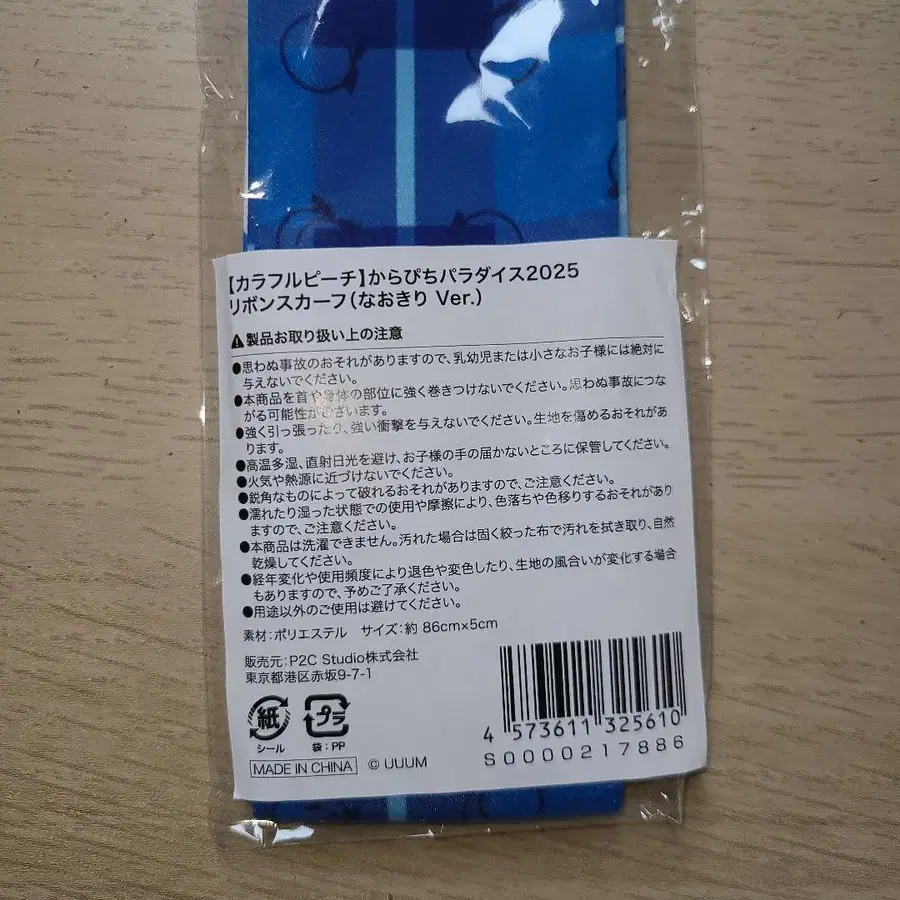 【カラフルピーチ】からぴちパラダイス2025
リボンスカーフ(なおきり Ver.)
⚠製品お取り扱い上の注意
●思わぬ事故のおそれがありますので、乳幼児または小さなお子様には絶対に
与えないでください。
●本商品を首や身体の部位に強く巻きつけないでください。思わぬ事故につな
がる可能性がございます。
●強く引っ張ったり、強い衝撃を与えないでください。生地を傷めるおそれがあ
ります。
●高温多湿、直射日光を避け、お子様の手の届かないところに保管してください。
●火気や熱源に近づけないでください。
●鋭角なものによって破れるおそれがありますので、ご注意ください。
●濡れたり湿った状態での使用や摩擦により、色落ちや色移りするおそれがあり
ますので、ご注意ください。
●本商品は洗濯できません。汚れた場合は固く絞った布で汚れを拭き取り、自然
乾燥してください。
●経年変化や使用頻度により退色や変色したり、生地の風合いが変化する場合
もありますので、予めご了承ください。
●用途以外のご使用は避けてください。
素材:ポリエステル サイズ:約 86cm×5cm
販売元:P2C Studio株式会社
東京都港区赤坂9-7-1
紙
シール
プラ
袋:PP
MADE IN CHINA © UUUM
4 573611 325610
S0000217886